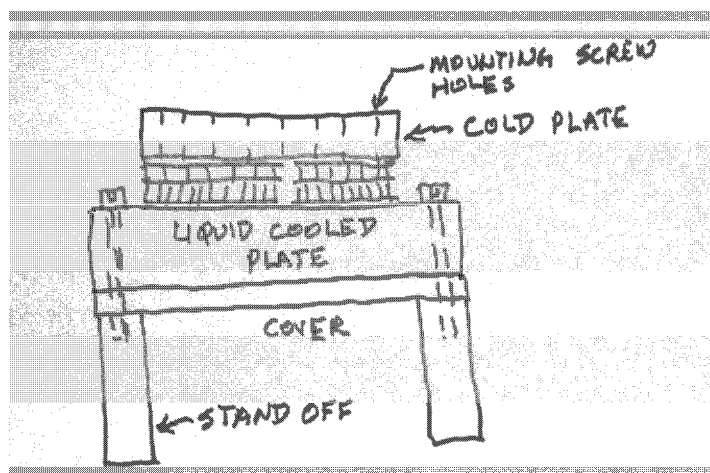 MOUNTING SCREW
HOLES
COLD PLATE
LIQUID COOLED
PLATE
COVER
STAND OFF